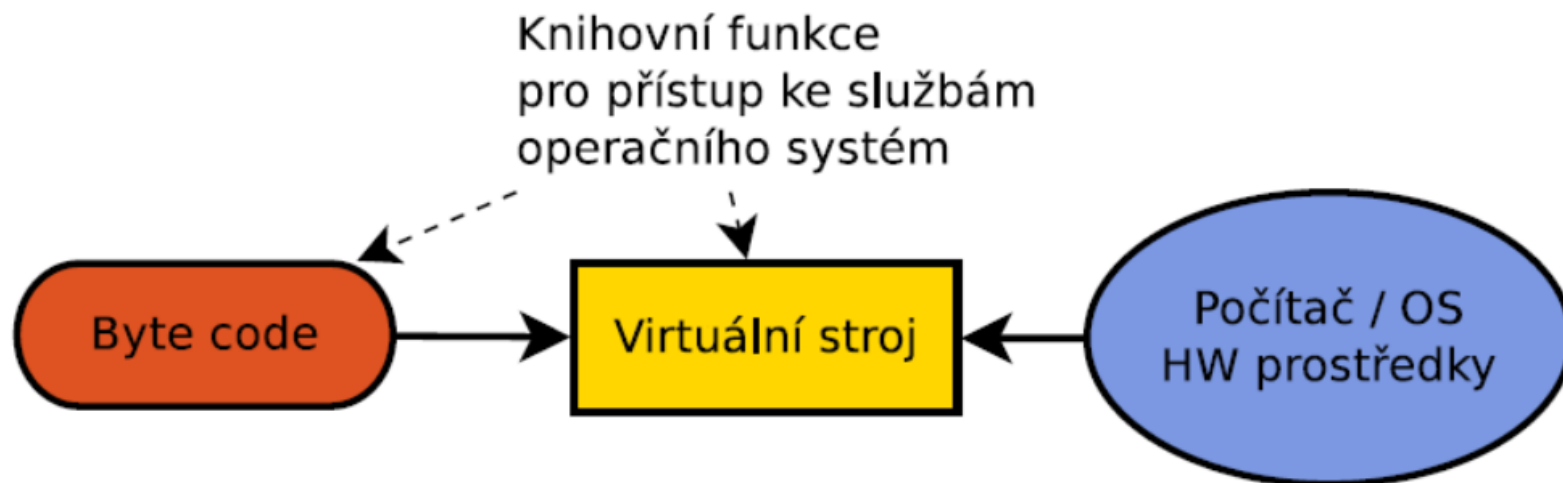 Knihovní funkce
pro přístup ke službám
operačního systém
Byte code
Virtuální stroj
Počítač / OS
HW prostředky